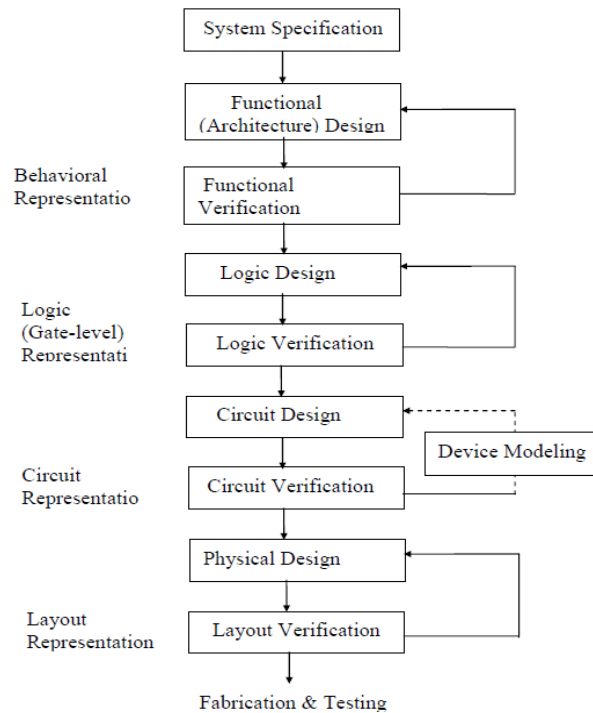 System Specification
Functional
(Architecture) Design
Behavioral
Representatio
Functional
Verification
Logic Design
Logic
(Gate-level)
Representati
Logic Verification
Circuit Design
Device Modeling
Circuit
Representatio
Circuit Verification
Physical Design
Layout
Representation
Layout Verification
Fabrication & Testing